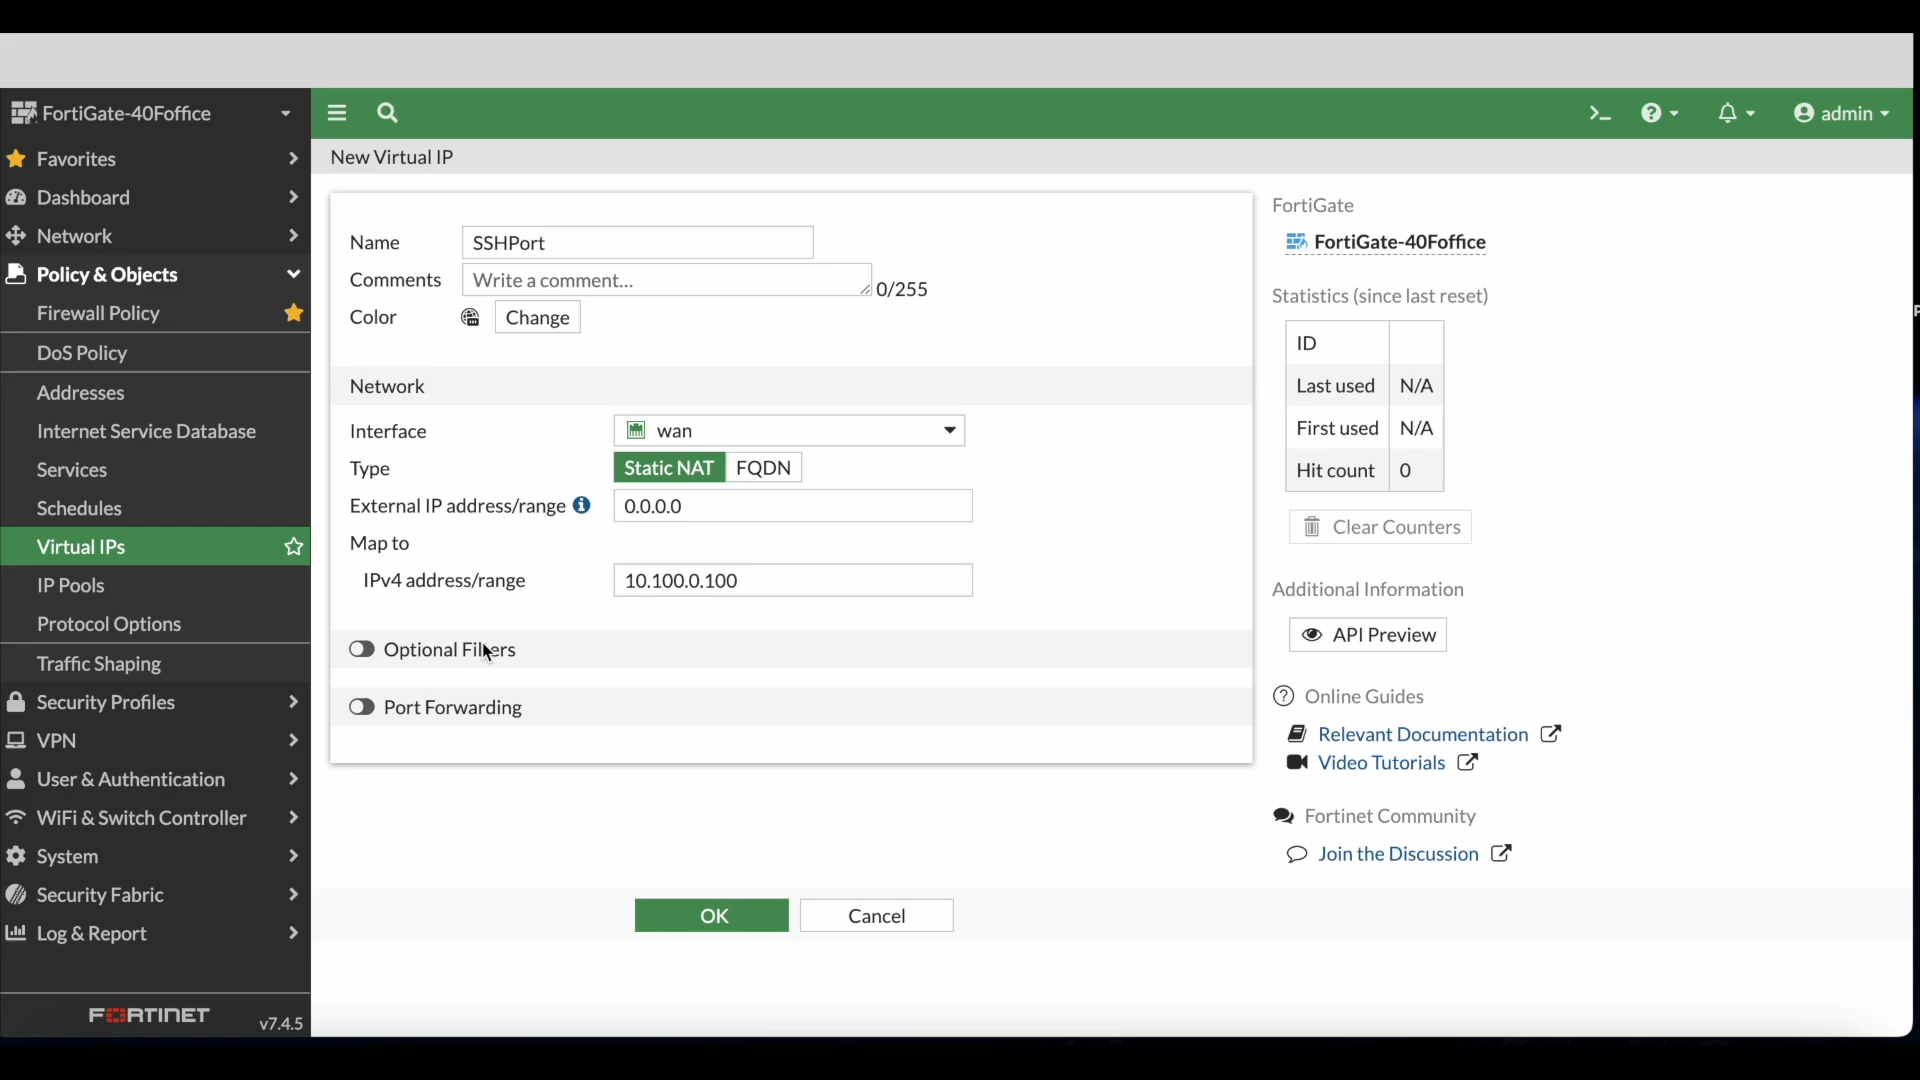 FortiGate-40Foffice
admin
Favorites
Dashboard
Network
Policy & Objects
Firewall Policy
DoS Policy
Addresses
Internet Service Database
Services
Schedules
Virtual IPs
IP Pools
Protocol Options
Traffic Shaping
Security Profiles
VPN
User & Authentication
WiFi & Switch Controller
System
Security Fabric
Log & Report
FORTINET
v7.4.5
New Virtual IP
Name SSHPort
Comments Write a comment... 0/255
Color Change
Network
Interface wan
Type Static NAT FQDN
External IP address/range 0.0.0.0
Map to
IPv4 address/range 10.100.0.100
Optional Filters
Port Forwarding
OK Cancel
FortiGate
FortiGate-40Foffice
Statistics (since last reset)
ID
Last used N/A
First used N/A
Hit count 0
Clear Counters
Additional Information
API Preview
Online Guides
Relevant Documentation
Video Tutorials
Fortinet Community
Join the Discussion